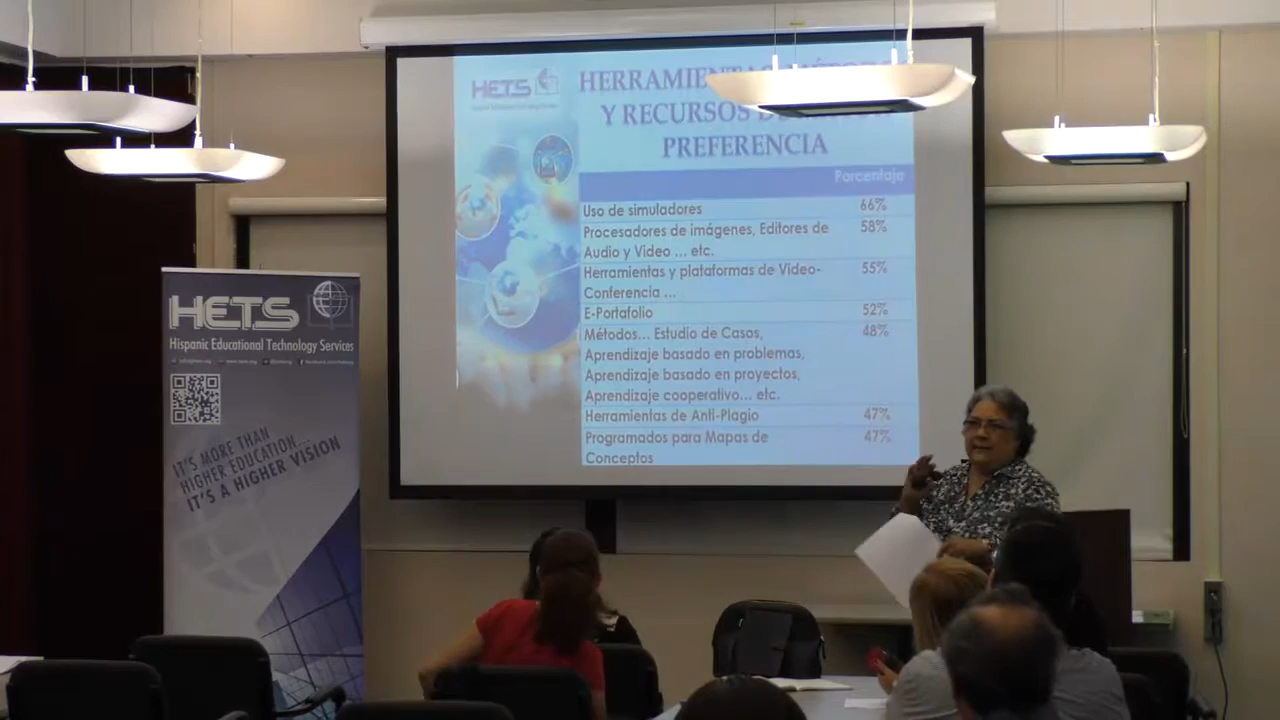 HETS
HERRAMIENTAS
Y RECURSOS
PREFERENCIA
Porcentaje
Uso de simuladores 66%
Procesadores de imágenes, Editores de 58%
Audio y Video ... etc.
Herramientas y plataformas de Video- 55%
Conferencia ...
E-Portafolio 52%
Métodos... Estudio de Casos, 48%
Aprendizaje basado en problemas,
Aprendizaje basado en proyectos,
Aprendizaje cooperativo... etc.
Herramientas de Anti-Plagio 47%
Programados para Mapas de 47%
Conceptos
HETS
Hispanic Educational Technology Services
IT'S MORE THAN
HIGHER EDUCATION...
IT'S A HIGHER VISION